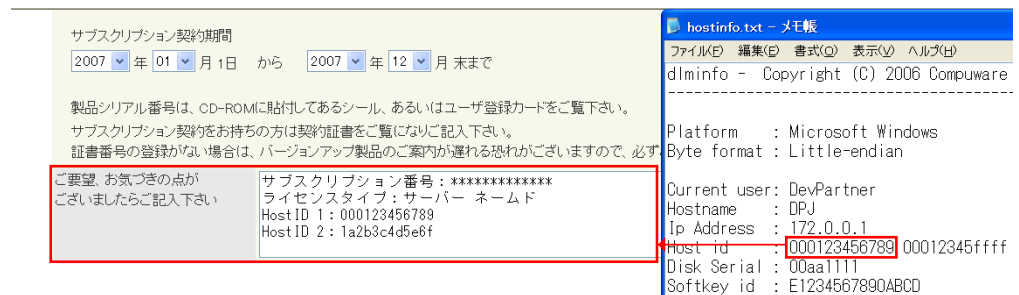 サブスクリプション契約期間
2007 年 01 月 1日 から 2007 年 12 月 末まで
製品シリアル番号は、CD-ROMに貼付してあるシール、あるいはユーザ登録カードをご覧下さい。
サブスクリプション契約をお持ちの方は契約証書をご覧になりご記入下さい。
証書番号の登録がない場合は、バージョンアップ製品のご案内が遅れる恐れがございますので、必ず
ご要望、お気づきの点が
ございましたらご記入下さい
サブスクリプション番号：*************
ライセンスタイプ：サーバー ネームド
HostID 1：000123456789
HostID 2：1a2b3c4d5e6f
hostinfo.txt － メモ帳
ファイル(F) 編集(E) 書式(O) 表示(V) ヘルプ(H)
dlminfo - Copyright (C) 2006 Compuware
Platform : Microsoft Windows
Byte format : Little-endian
Current user: DevPartner
Hostname : DPJ
Ip Address : 172.0.0.1
Host id : 000123456789 00012345ffff
Disk Serial : 00aa1111
Softkey id : E1234567890ABCD